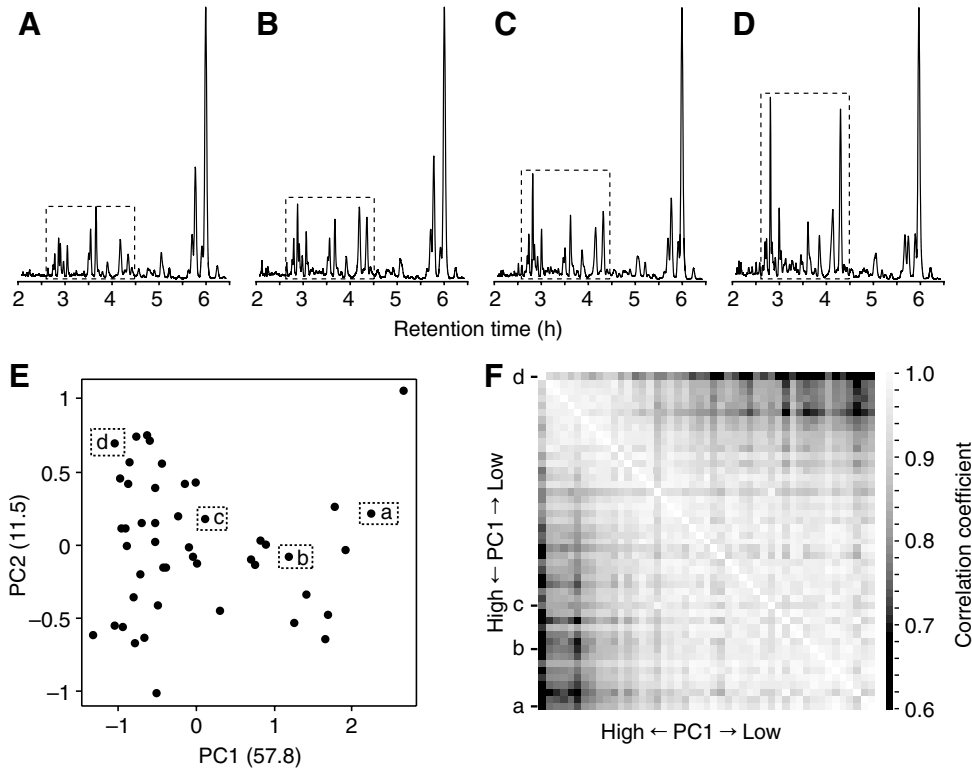 A B C D
2 3 4 5 6 2 3 4 5 6 2 3 4 5 6 2 3 4 5 6
Retention time (h)
E
1
0.5
0
−0.5
−1
PC2 (11.5)
d
a
c
b
−1 0 1 2
PC1 (57.8)
F
d
c
b
a
High ← PC1 → Low
High ← PC1 → Low
1.0
0.9
0.8
0.7
0.6
Correlation coefficient